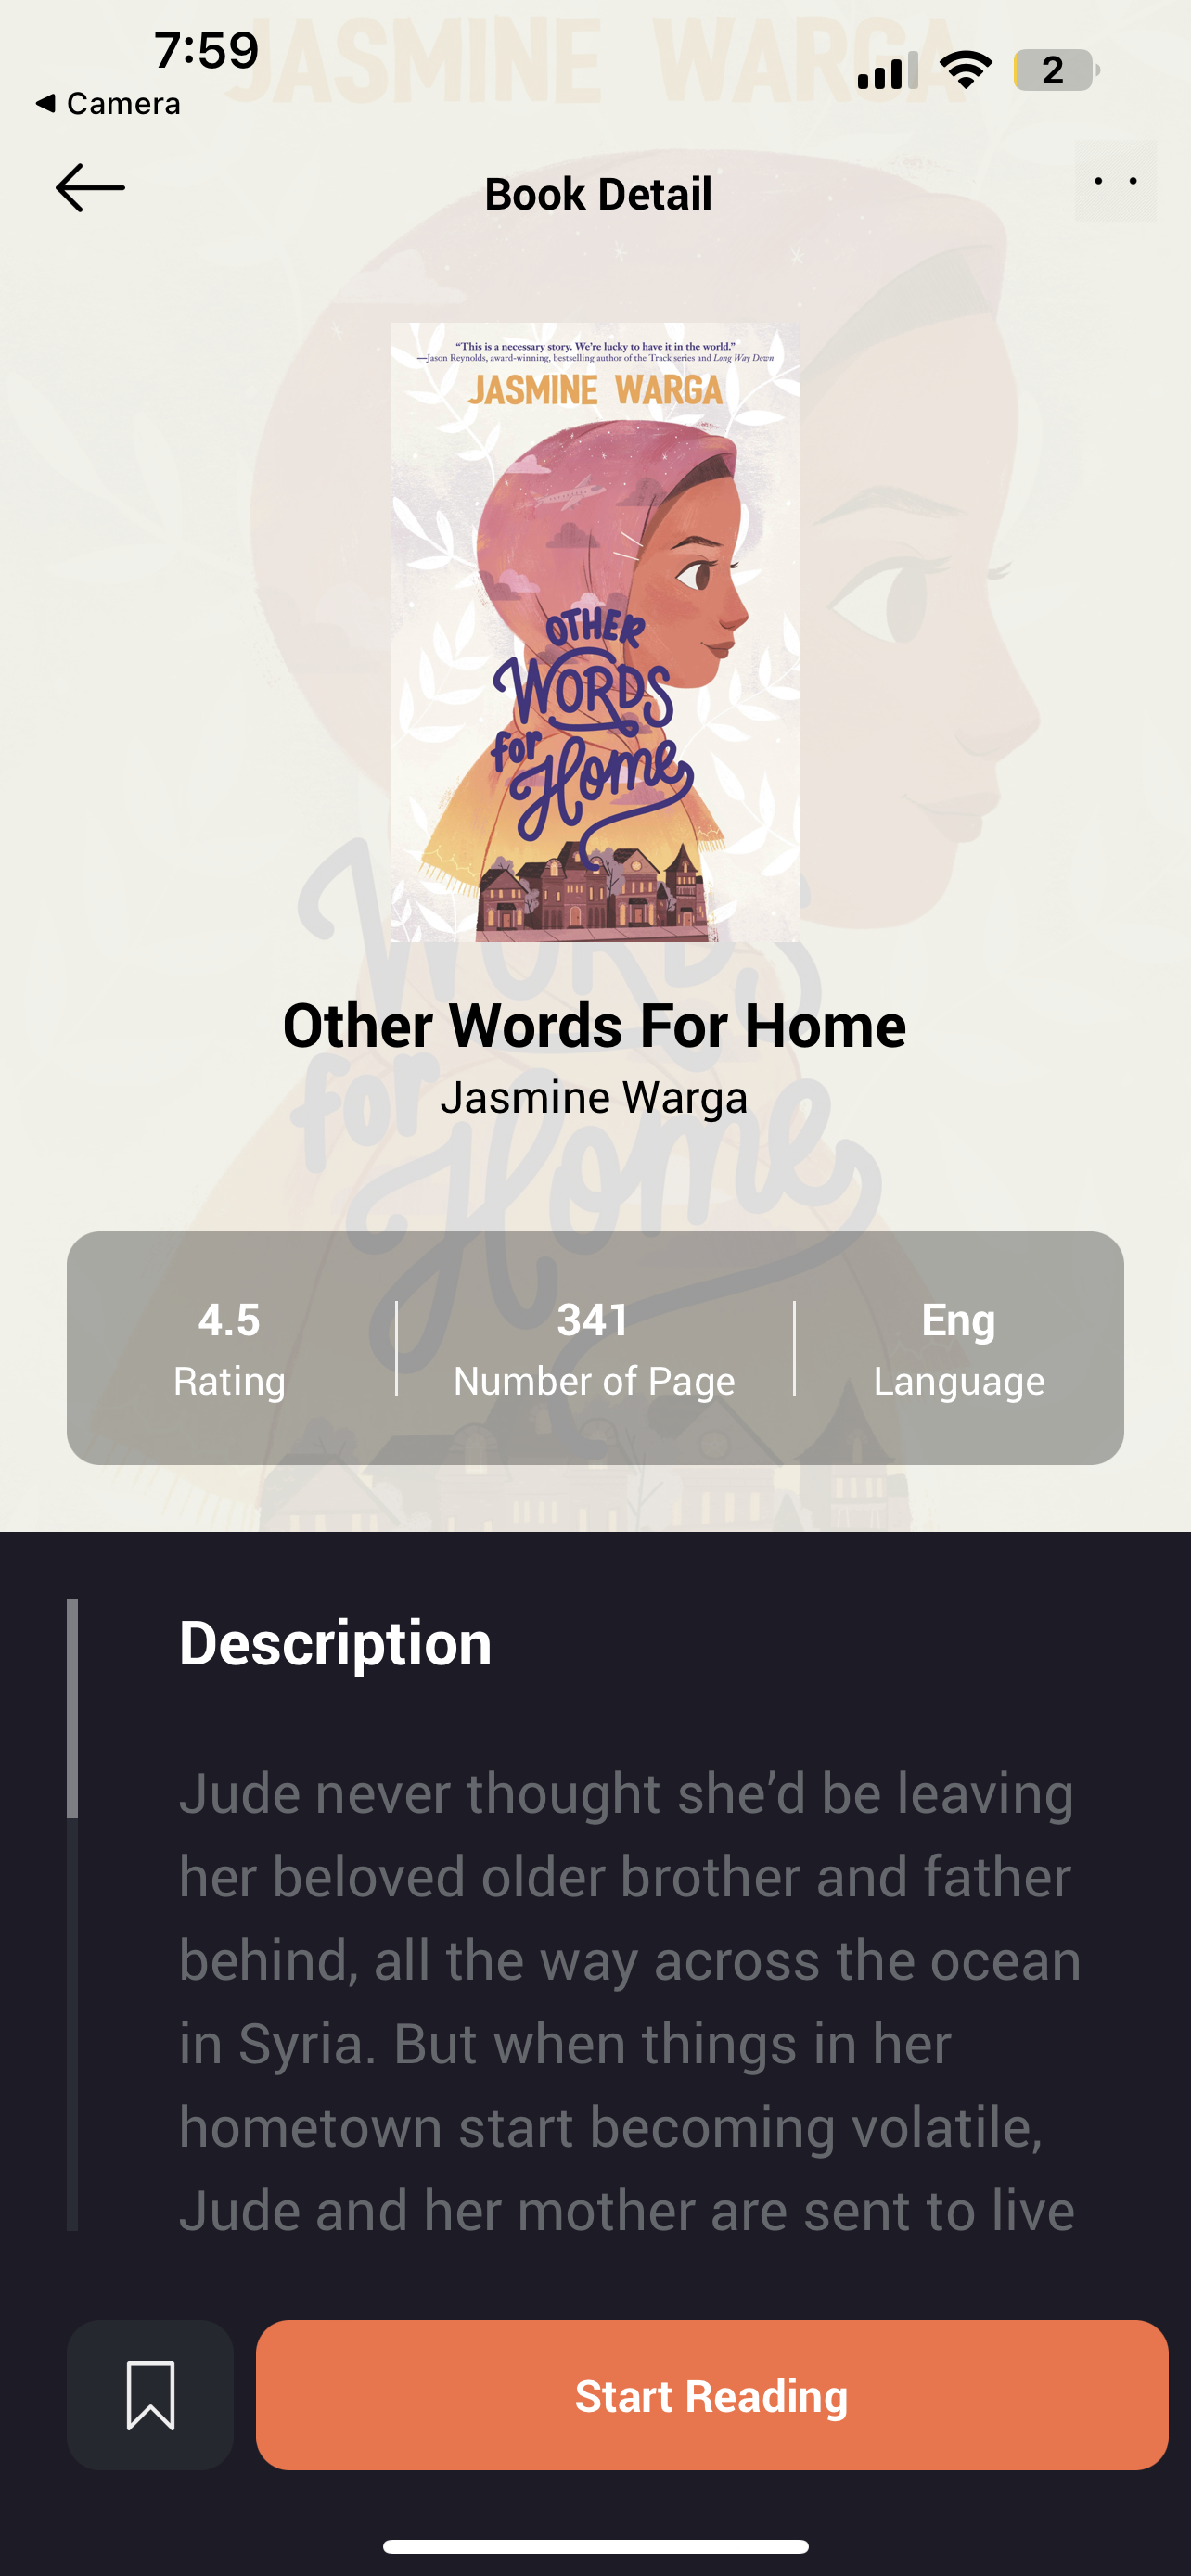 7:59
2
◀ Camera
Book Detail
“This is a necessary story. We’re lucky to have it in the world.”
—Jason Reynolds, award-winning, bestselling author of the Track series and Long Way Down
JASMINE WARGA
OTHER
WORDS
for
Home
Other Words For Home
Jasmine Warga
4.5
341
Eng
Rating
Number of Page
Language
Description
Jude never thought she’d be leaving
her beloved older brother and father
behind, all the way across the ocean
in Syria. But when things in her
hometown start becoming volatile,
Jude and her mother are sent to live
Start Reading